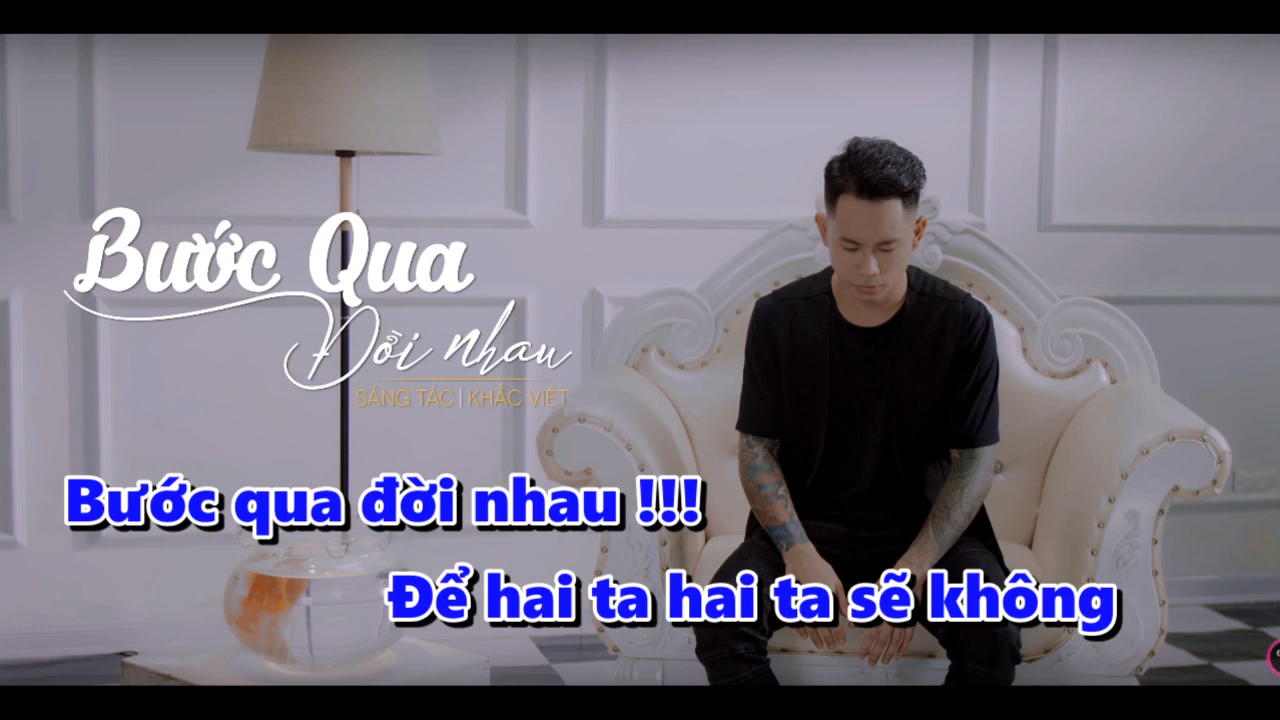 Bước Qua
Đời nhau
SÁNG TÁC | KHẮC VIỆT
Bước qua đời nhau !!!
Để hai ta hai ta sẽ không